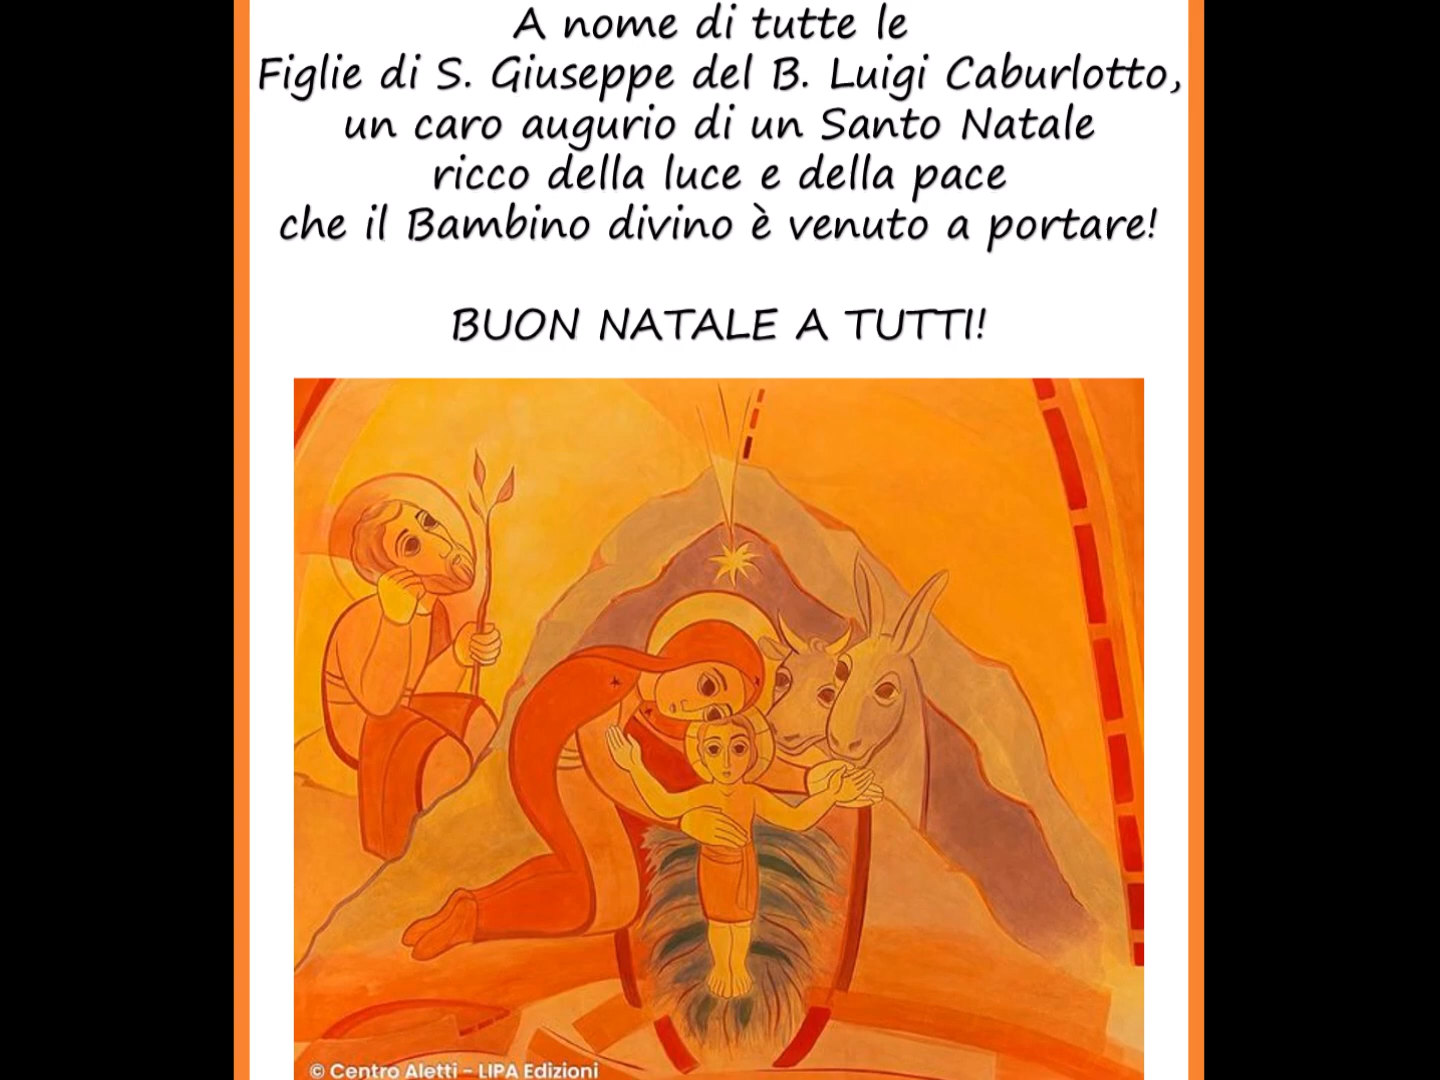 A nome di tutte le
Figlie di S. Giuseppe del B. Luigi Caburlotto,
un caro augurio di un Santo Natale
ricco della luce e della pace
che il Bambino divino è venuto a portare!
BUON NATALE A TUTTI!
© Centro Aletti - LIPA Edizioni